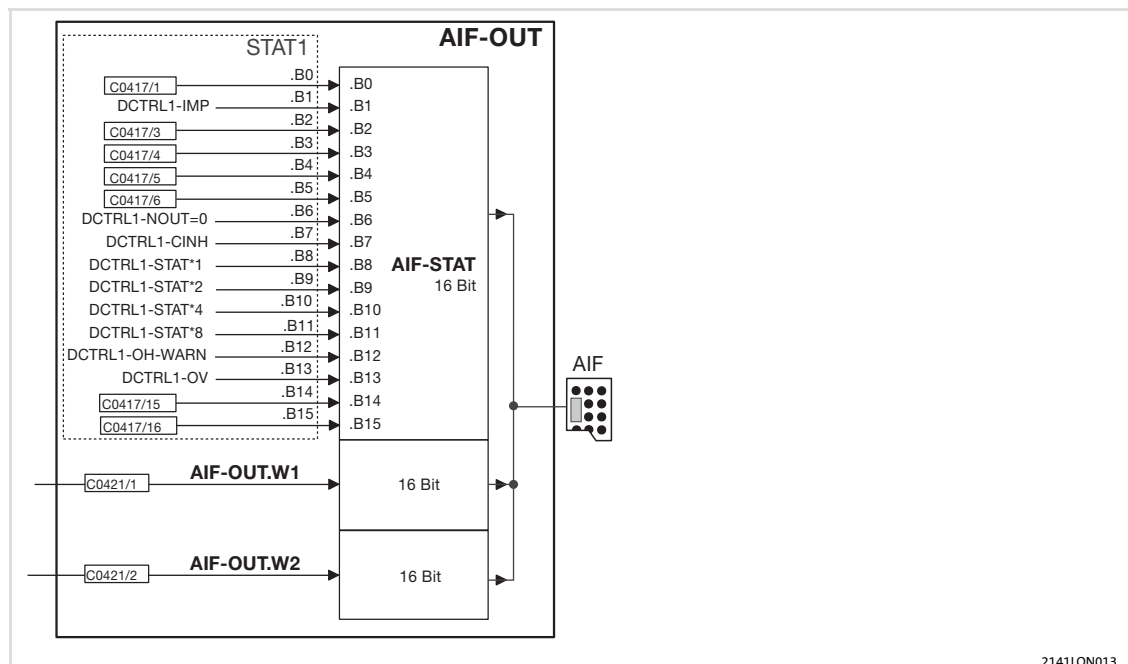 AIF-OUT
STAT1
C0417/1 .B0 .B0
DCTRL1-IMP .B1 .B1
C0417/3 .B2 .B2
C0417/4 .B3 .B3
C0417/5 .B4 .B4
C0417/6 .B5 .B5
DCTRL1-NOUT=0 .B6 .B6
DCTRL1-CINH .B7 .B7
DCTRL1-STAT*1 .B8 .B8 AIF-STAT
DCTRL1-STAT*2 .B9 .B9 16 Bit
DCTRL1-STAT*4 .B10 .B10
DCTRL1-STAT*8 .B11 .B11
DCTRL1-OH-WARN .B12 .B12
DCTRL1-OV .B13 .B13
C0417/15 .B14 .B14
C0417/16 .B15 .B15
AIF
C0421/1 AIF-OUT.W1 16 Bit
C0421/2 AIF-OUT.W2 16 Bit
2141LON013